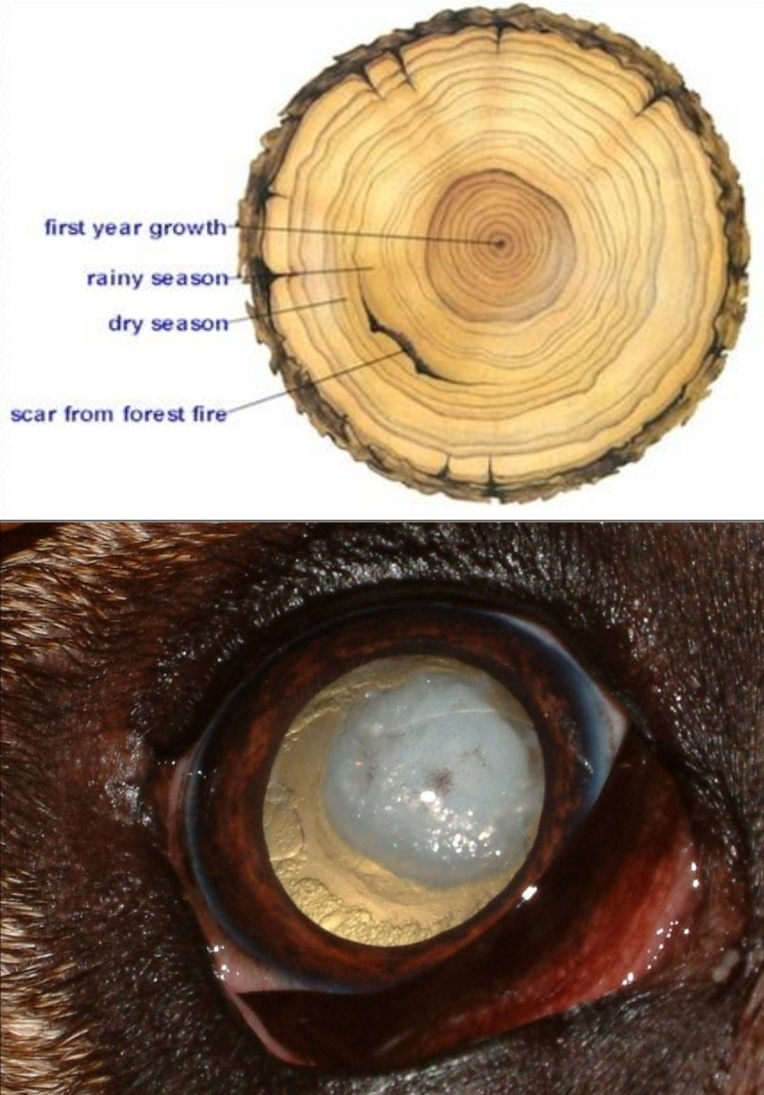 first year growth
rainy season
dry season
scar from forest fire